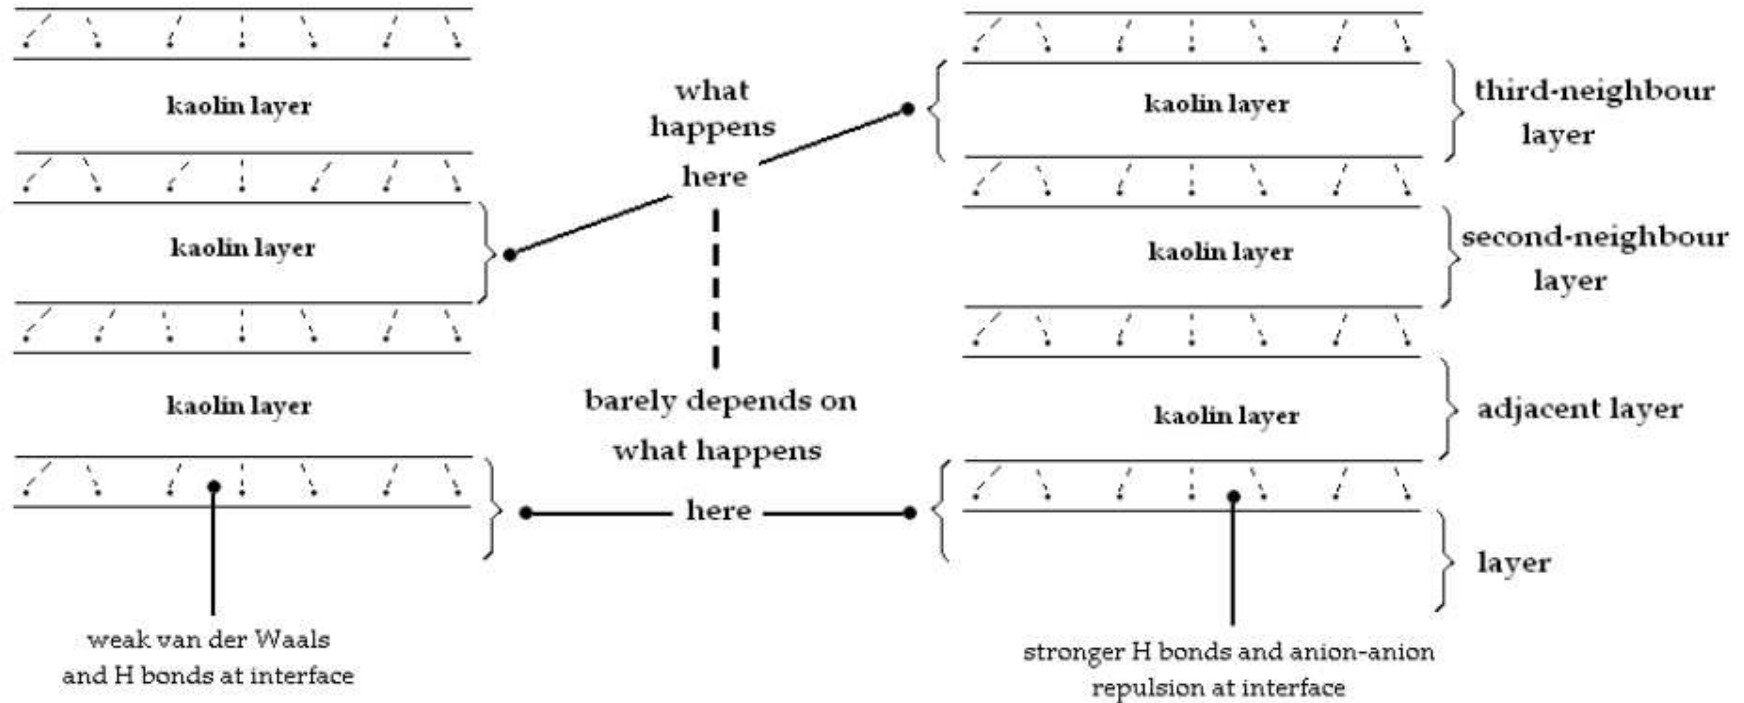 kaolin layer
kaolin layer
kaolin layer
weak van der Waals
and H bonds at interface
what
happens
here
barely depends on
what happens
here
kaolin layer
kaolin layer
kaolin layer
third-neighbour
layer
second-neighbour
layer
adjacent layer
layer
stronger H bonds and anion-anion
repulsion at interface